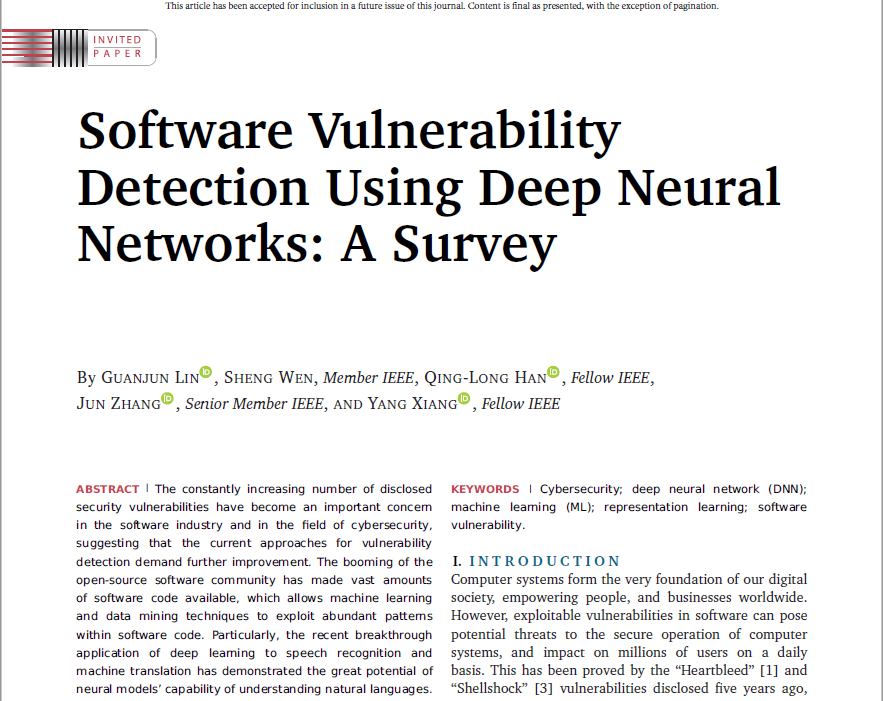 This article has been accepted for inclusion in a future issue of this journal. Content is final as presented, with the exception of pagination.
INVITED
PAPER
Software Vulnerability
Detection Using Deep Neural
Networks: A Survey
By GUANJUN LIN iD, SHENG WEN, Member IEEE, QING-LONG HAN iD, Fellow IEEE,
JUN ZHANG iD, Senior Member IEEE, AND YANG XIANG iD, Fellow IEEE
ABSTRACT | The constantly increasing number of disclosed
security vulnerabilities have become an important concern
in the software industry and in the field of cybersecurity,
suggesting that the current approaches for vulnerability
detection demand further improvement. The booming of the
open-source software community has made vast amounts
of software code available, which allows machine learning
and data mining techniques to exploit abundant patterns
within software code. Particularly, the recent breakthrough
application of deep learning to speech recognition and
machine translation has demonstrated the great potential of
neural models' capability of understanding natural languages.
KEYWORDS | Cybersecurity; deep neural network (DNN);
machine learning (ML); representation learning; software
vulnerability.
I. INTRODUCTION
Computer systems form the very foundation of our digital
society, empowering people, and businesses worldwide.
However, exploitable vulnerabilities in software can pose
potential threats to the secure operation of computer
systems, and impact on millions of users on a daily
basis. This has been proved by the “Heartbleed” [1] and
“Shellshock” [3] vulnerabilities disclosed five years ago,